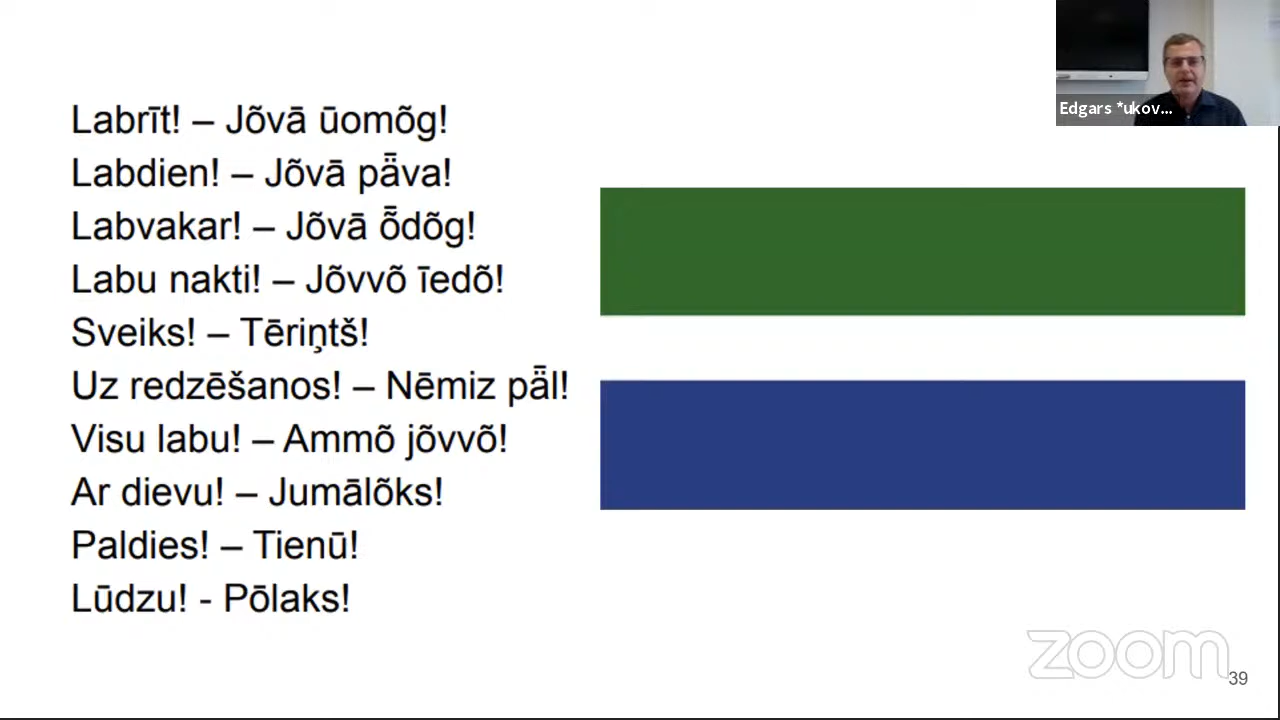 Labrīt! – Jõvā ūomõg!
Labdien! – Jõvā pǟva!
Labvakar! – Jõvā ȭdõg!
Labu nakti! – Jõvvõ īedõ!
Sveiks! – Tēriņtš!
Uz redzēšanos! – Nēmiz pǟl!
Visu labu! – Ammõ jõvvõ!
Ar dievu! – Jumālõks!
Paldies! – Tienū!
Lūdzu! - Pōlaks!
Edgars *ukov...
zoom
39